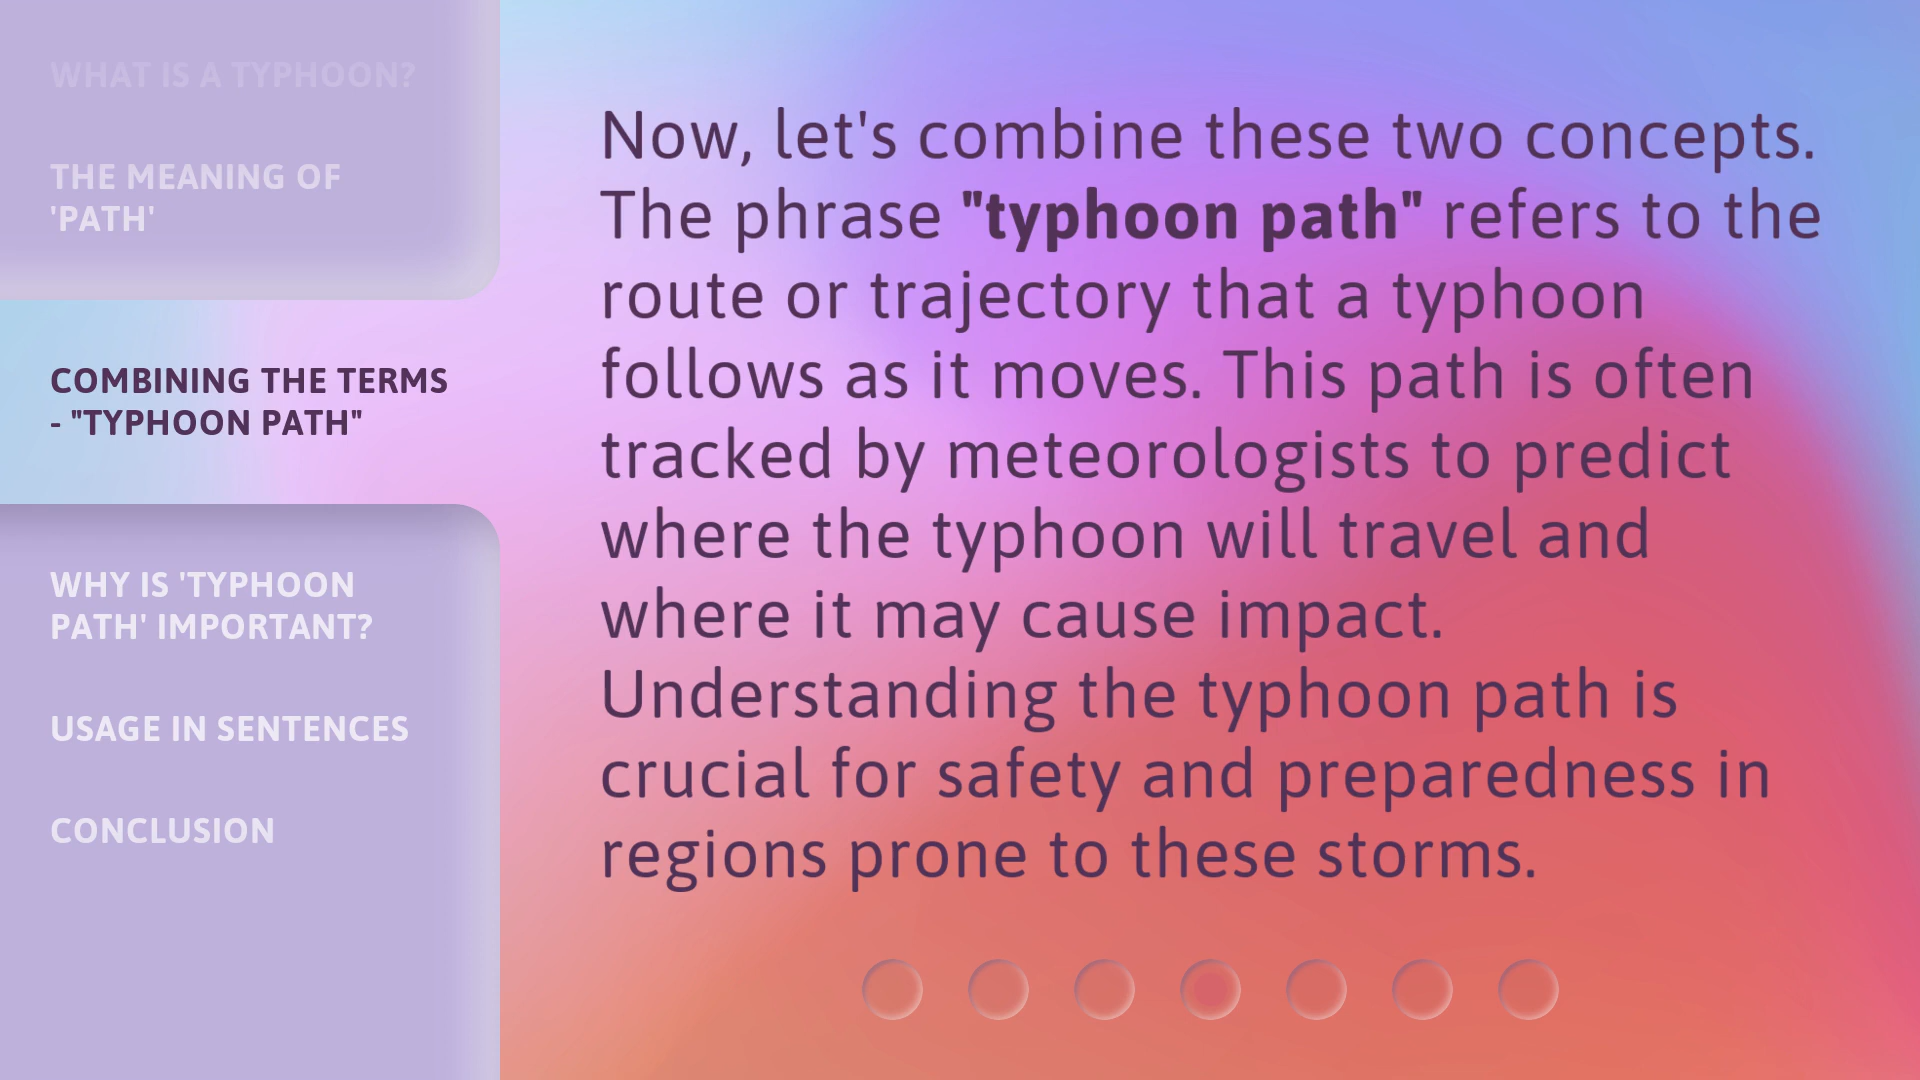 WHAT IS A TYPHOON?
THE MEANING OF
'PATH'
COMBINING THE TERMS
- "TYPHOON PATH"
WHY IS 'TYPHOON
PATH' IMPORTANT?
USAGE IN SENTENCES
CONCLUSION
Now, let's combine these two concepts.
The phrase "typhoon path" refers to the
route or trajectory that a typhoon
follows as it moves. This path is often
tracked by meteorologists to predict
where the typhoon will travel and
where it may cause impact.
Understanding the typhoon path is
crucial for safety and preparedness in
regions prone to these storms.